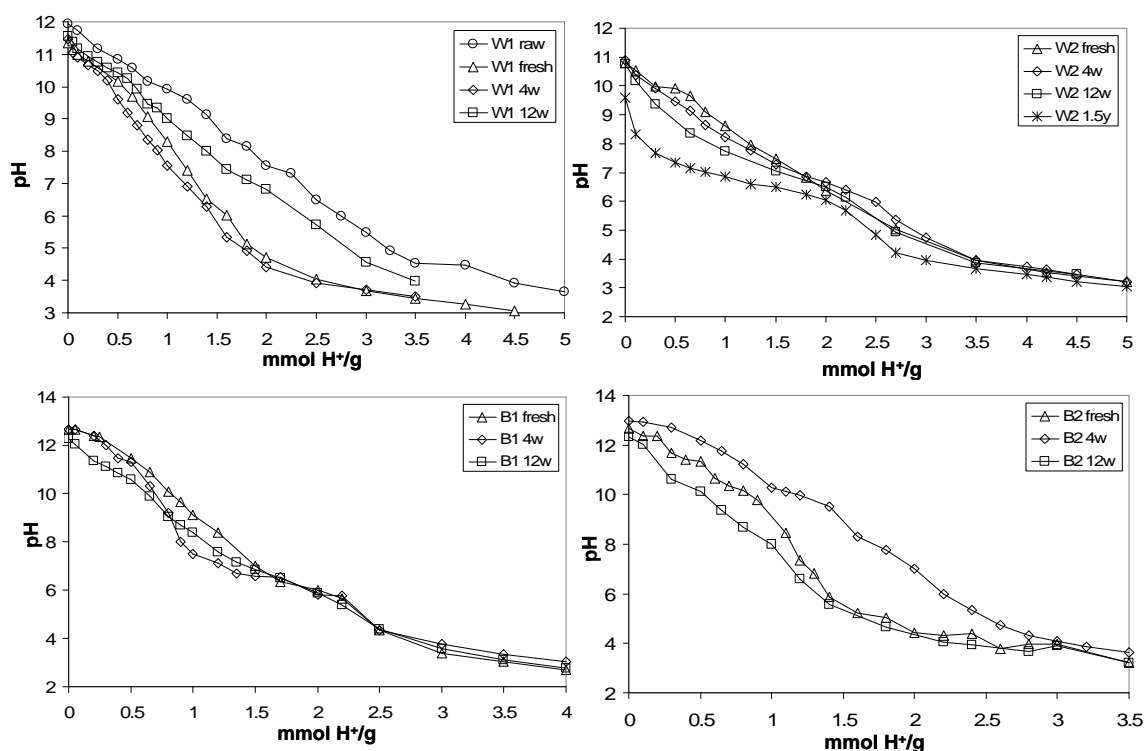 12
11
10
9
8
7
6
5
4
3
pH
0 0.5 1 1.5 2 2.5 3 3.5 4 4.5 5
mmol H⁺/g
W1 raw
W1 fresh
W1 4w
W1 12w
12
11
10
9
8
7
6
5
4
3
2
pH
0 0.5 1 1.5 2 2.5 3 3.5 4 4.5 5
mmol H⁺/g
W2 fresh
W2 4w
W2 12w
W2 1.5y
14
12
10
8
6
4
2
pH
0 0.5 1 1.5 2 2.5 3 3.5 4
mmol H⁺/g
B1 fresh
B1 4w
B1 12w
14
12
10
8
6
4
2
pH
0 0.5 1 1.5 2 2.5 3 3.5
mmol H⁺/g
B2 fresh
B2 4w
B2 12w